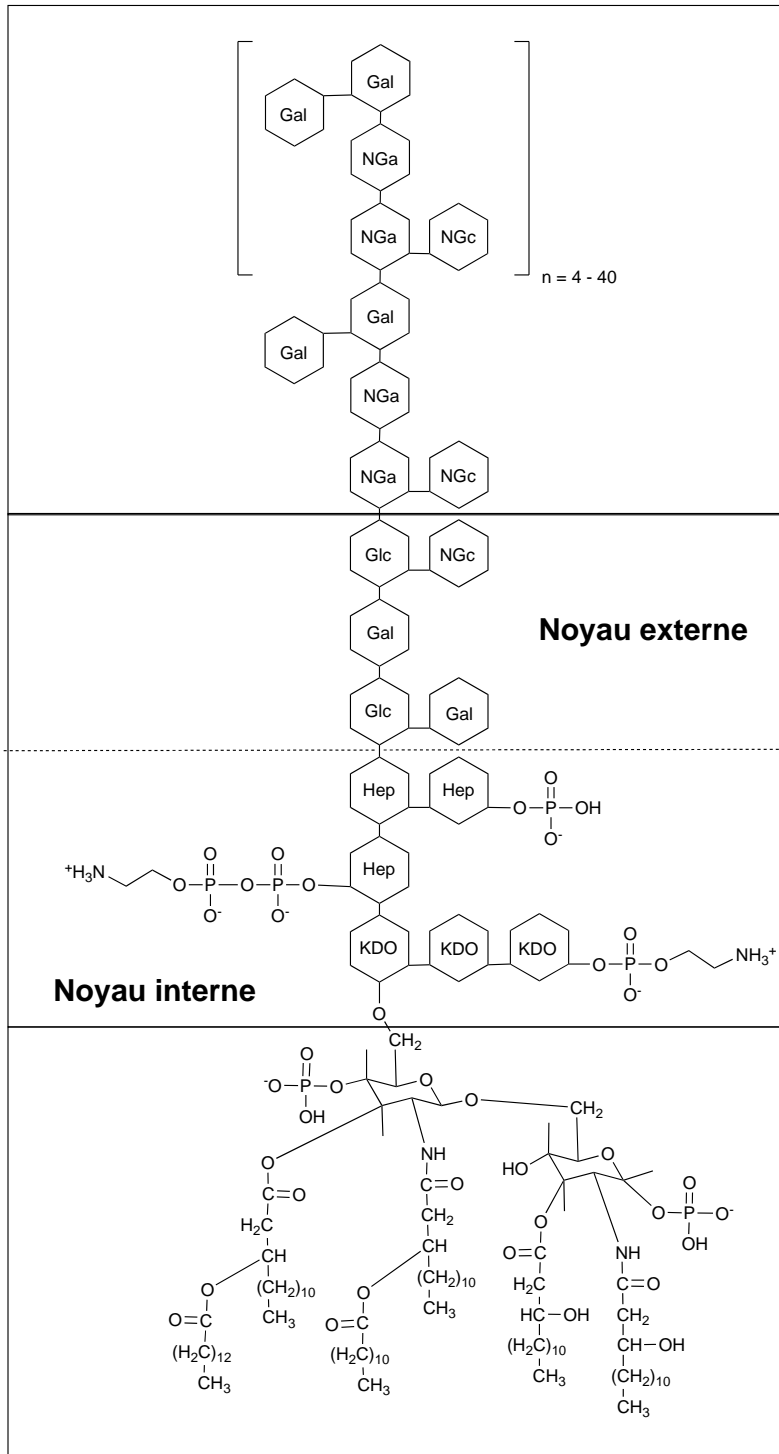 Gal
Gal
NGa
NGa NGc
n = 4 - 40
Gal
Gal
NGa
NGa NGc
Glc NGc
Noyau externe
Gal
Glc Gal
Hep Hep O P OH
O
O-
Hep
+H3N O P O P O
O O
O- O-
KDO KDO KDO O P O NH3+
O
O-
Noyau interne
O
CH2
O
-O P O O
OH
O CH2
O NH HO O
O
C O C O O P O-
OH
H2C CH2 O NH
CH CH O C C O
(CH2)10 (CH2)10 H2C CH2
O CH3 O CH3 HC OH CH OH
O C O C (H2C)10 (CH2)10
(H2C)12 (H2C)10 CH3 CH3
CH3 CH3